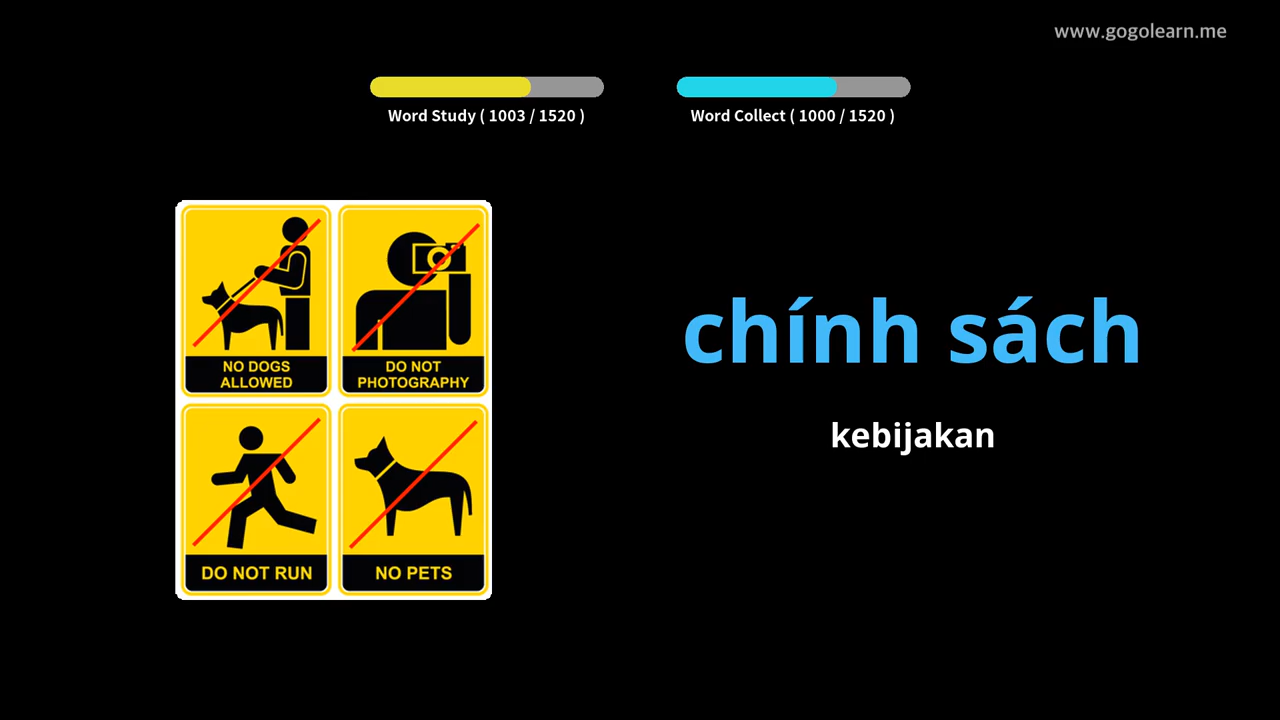 www.gogolearn.me
Word Study ( 1003 / 1520 )
Word Collect ( 1000 / 1520 )
NO DOGS
ALLOWED
DO NOT
PHOTOGRAPHY
DO NOT RUN
NO PETS
chính sách
kebijakan